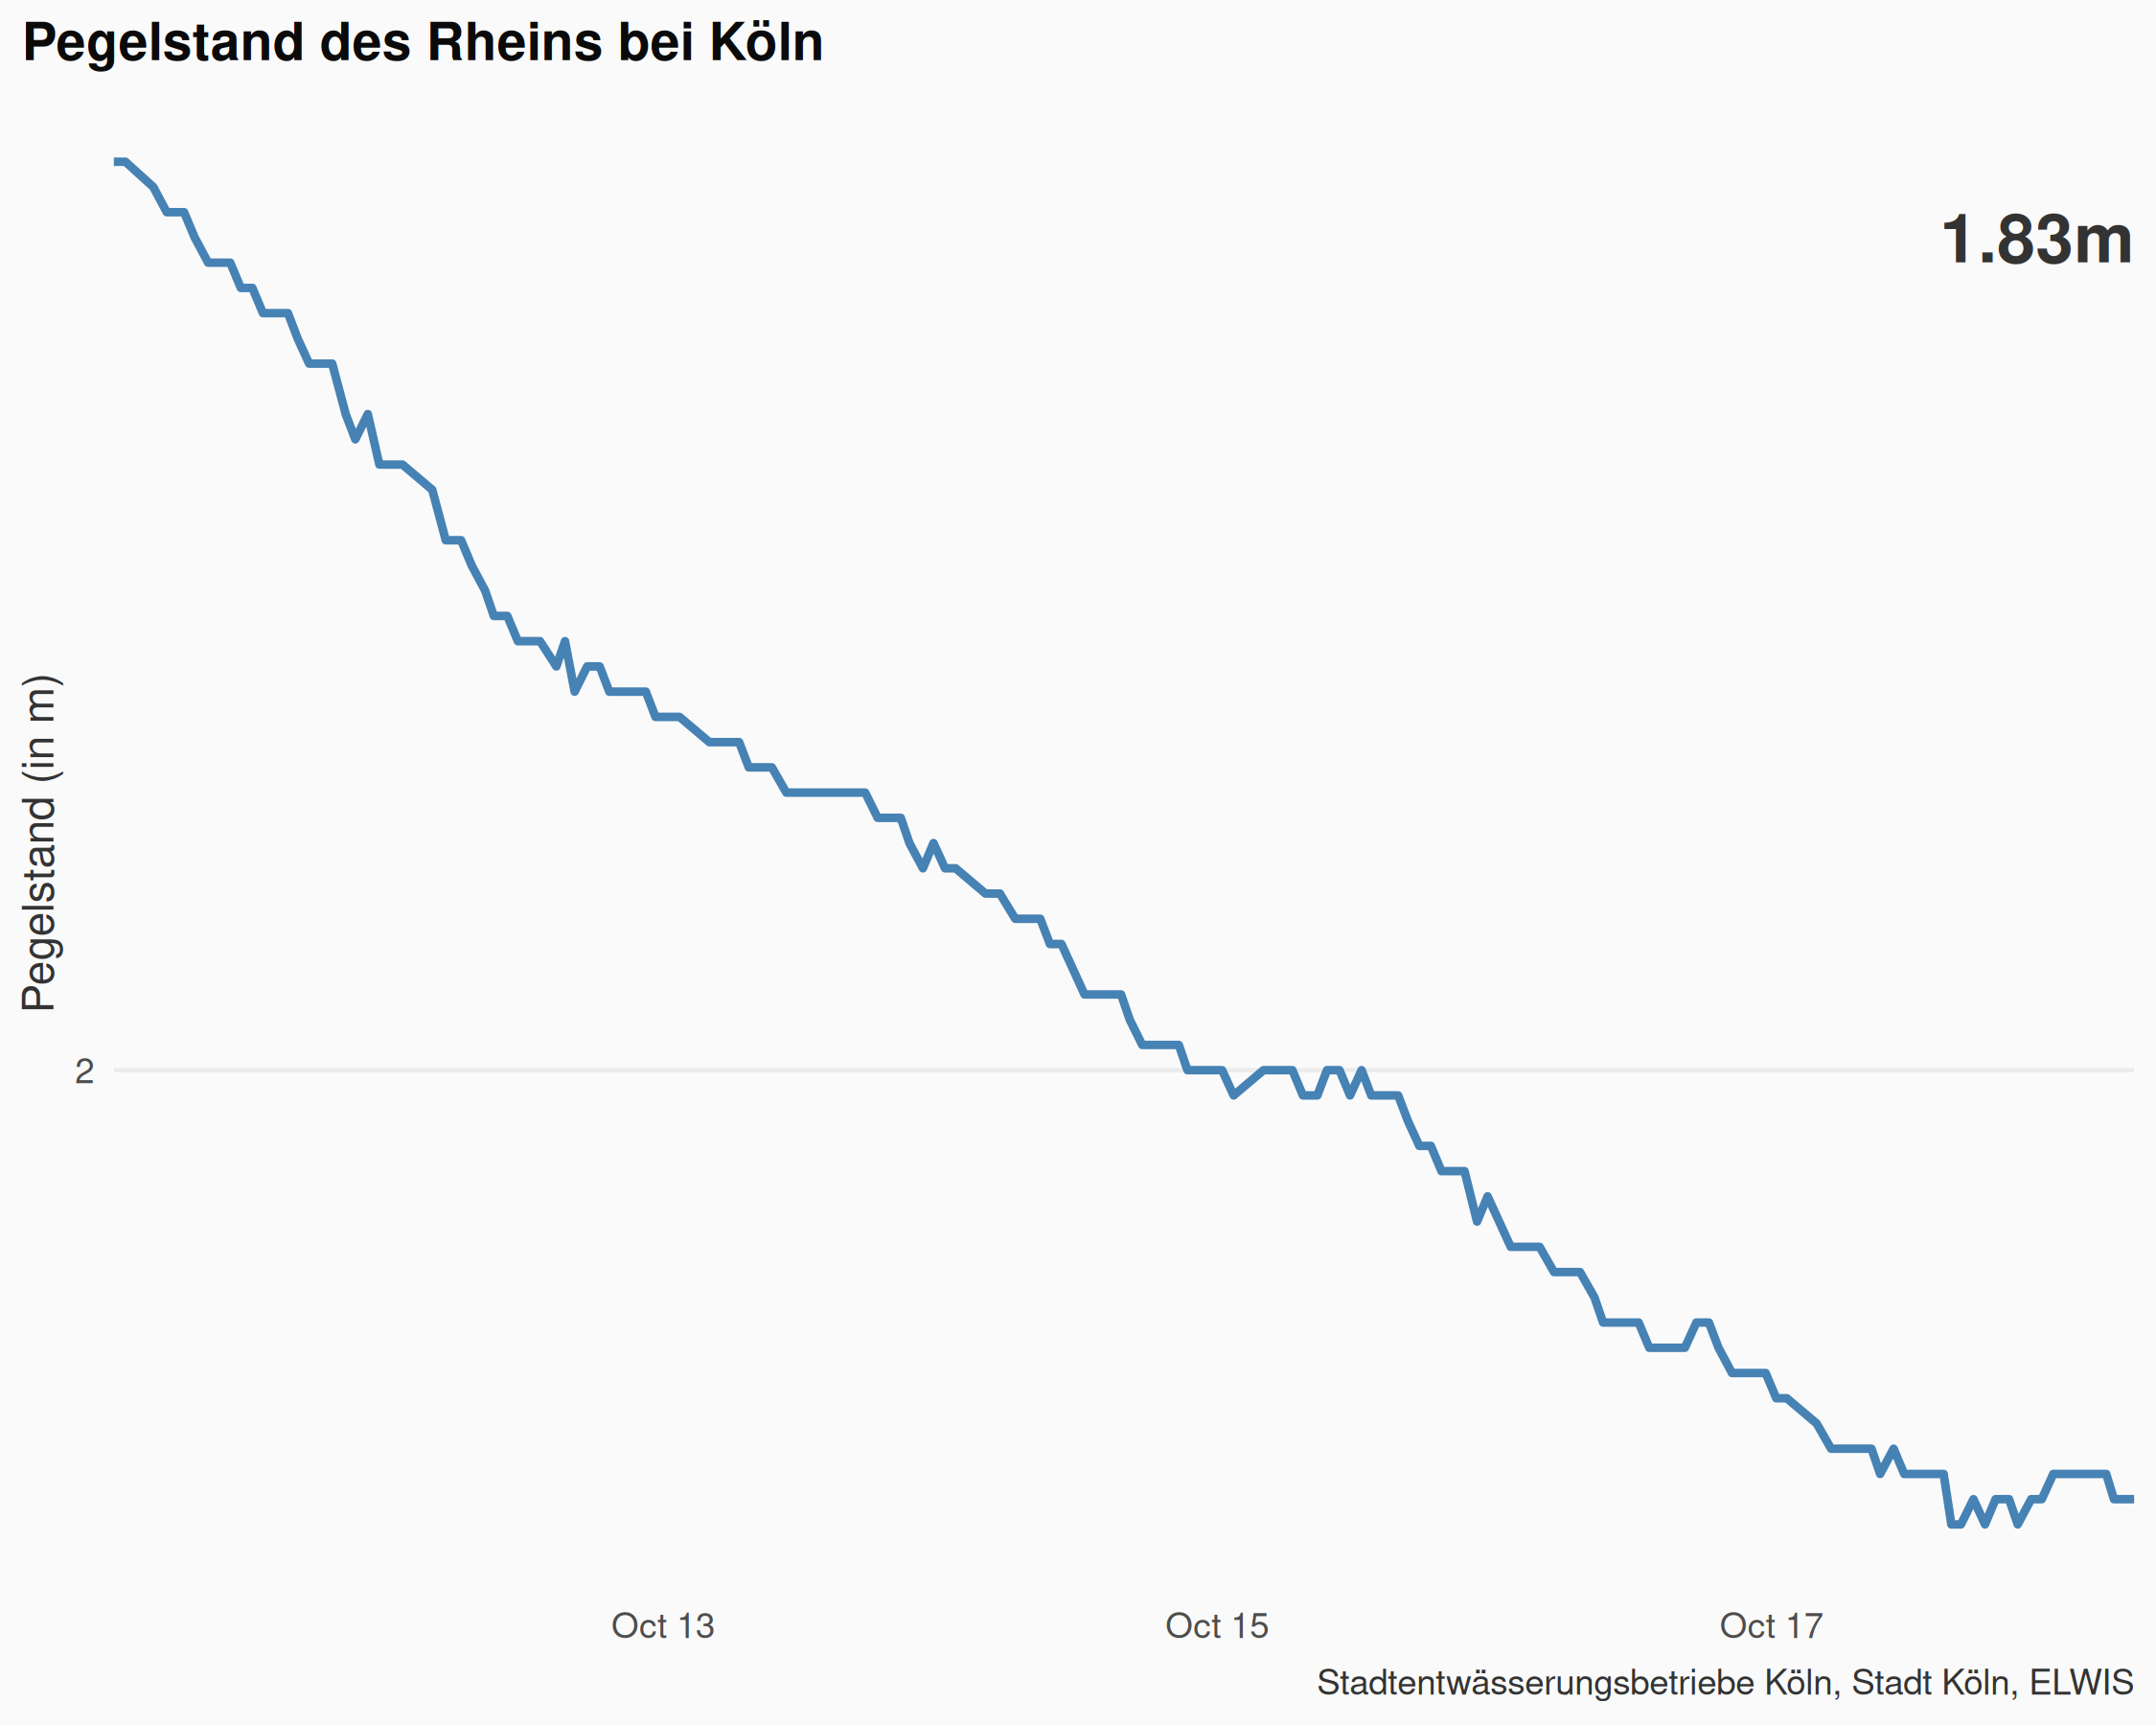 Pegelstand des Rheins bei Köln
1.83m
Pegelstand (in m)
2
Oct 13
Oct 15
Oct 17
Stadtentwässerungsbetriebe Köln, Stadt Köln, ELWIS